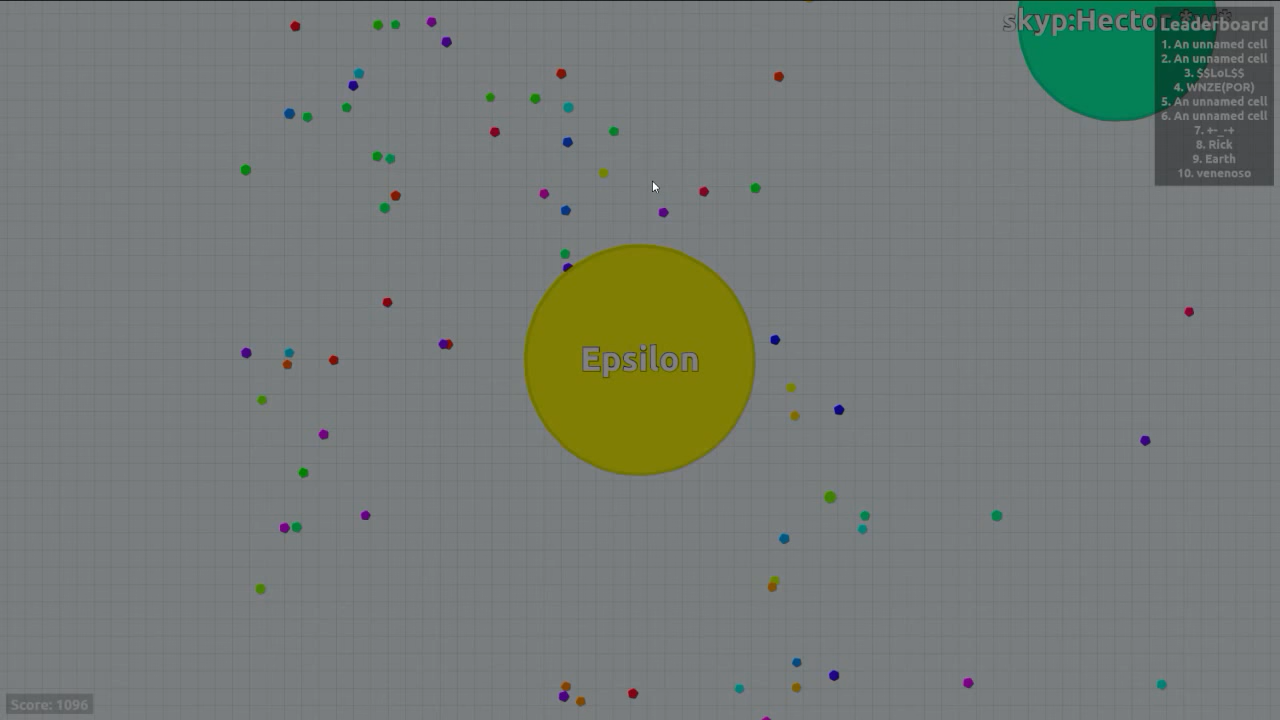 skyp:Hector *w*
Leaderboard
1. An unnamed cell
2. An unnamed cell
3. $$LoL$$
4. WNZE(POR)
5. An unnamed cell
6. An unnamed cell
7. +-_-+
8. Rick
9. Earth
10. venenoso
Epsilon
Score: 1096